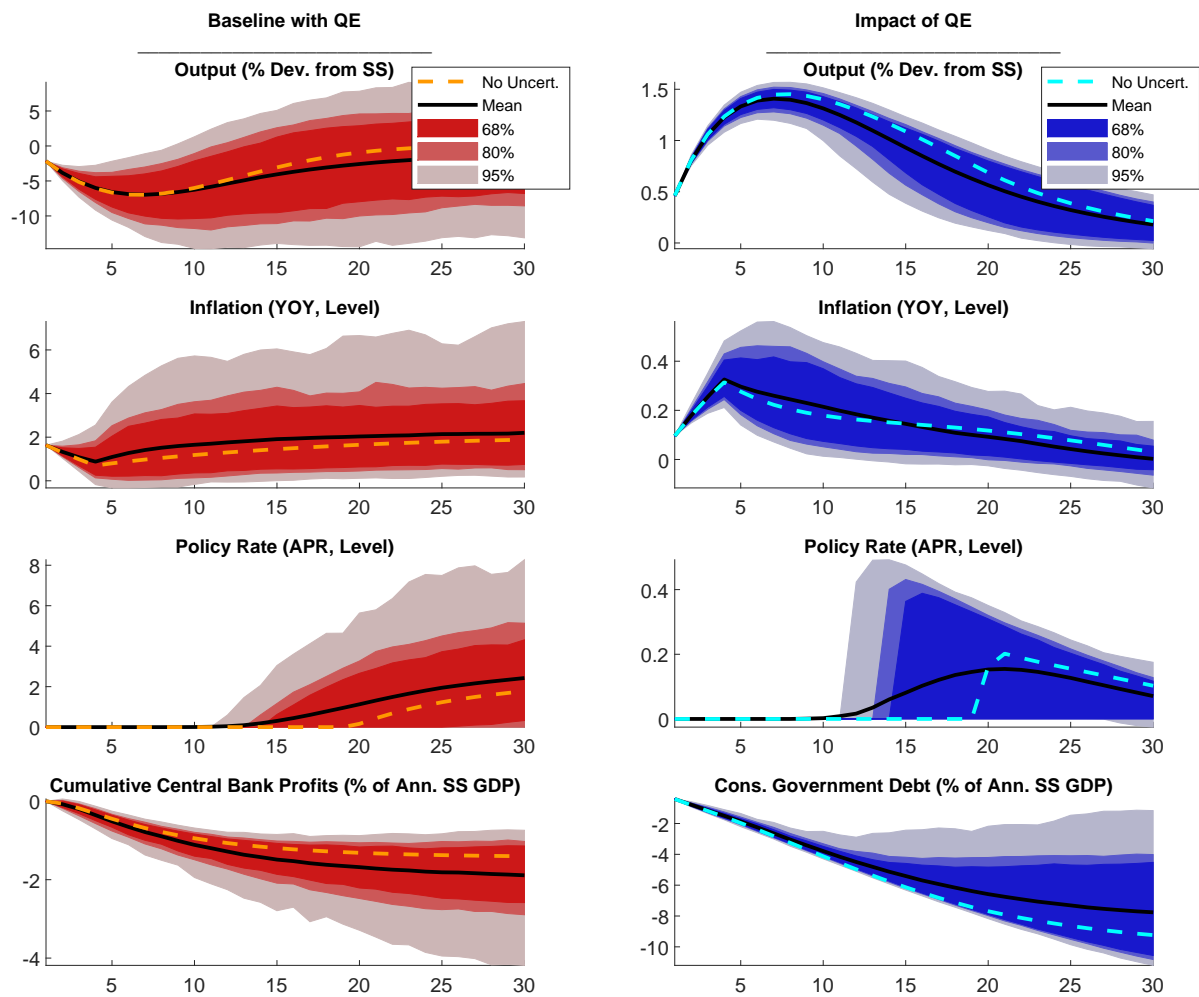 Baseline with QE
Output (% Dev. from SS)
No Uncert.
Mean
68%
80%
95%
5
0
-5
-10
5 10 15 20 25 30
Inflation (YOY, Level)
6
4
2
0
5 10 15 20 25 30
Policy Rate (APR, Level)
8
6
4
2
0
5 10 15 20 25 30
Cumulative Central Bank Profits (% of Ann. SS GDP)
0
-2
-4
5 10 15 20 25 30
Impact of QE
Output (% Dev. from SS)
No Uncert.
Mean
68%
80%
95%
1.5
1
0.5
0
5 10 15 20 25 30
Inflation (YOY, Level)
0.4
0.2
0
5 10 15 20 25 30
Policy Rate (APR, Level)
0.4
0.2
0
5 10 15 20 25 30
Cons. Government Debt (% of Ann. SS GDP)
-2
-4
-6
-8
-10
5 10 15 20 25 30